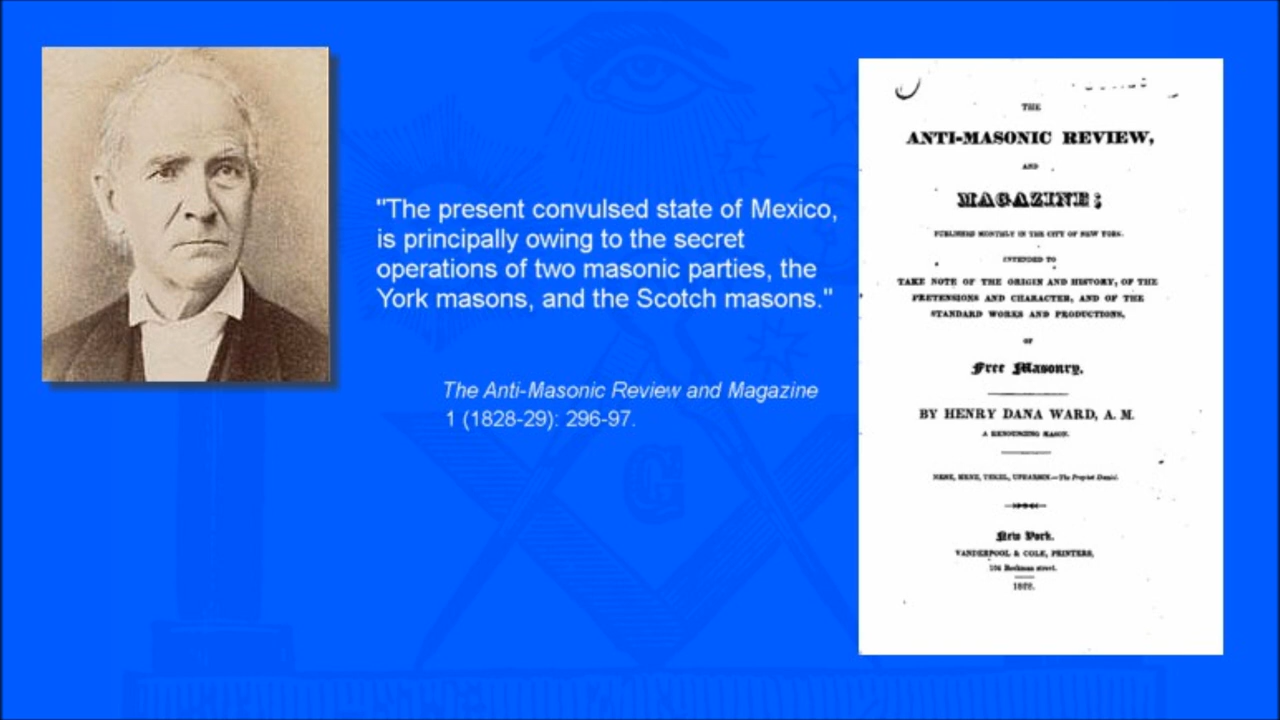 "The present convulsed state of Mexico,
is principally owing to the secret
operations of two masonic parties, the
York masons, and the Scotch masons."
The Anti-Masonic Review and Magazine
1 (1828-29): 296-97.
THE
ANTI-MASONIC REVIEW,
AND
MAGAZINE;
PUBLISHED MONTHLY IN THE CITY OF NEW YORK.
INTENDED TO
TAKE NOTE OF THE ORIGIN AND HISTORY, OF THE
PRETENSIONS AND CHARACTER, AND OF THE
STANDARD WORKS AND PRODUCTIONS,
OF
Free Masonry.
BY HENRY DANA WARD, A. M.
A RENOUNCING MASON.
MENE, MENE, TEKEL, UPHARSIN.—The Prophet Daniel.
New York.
VANDERPOOL & COLE, PRINTERS,
Beekman street.
1828.
G